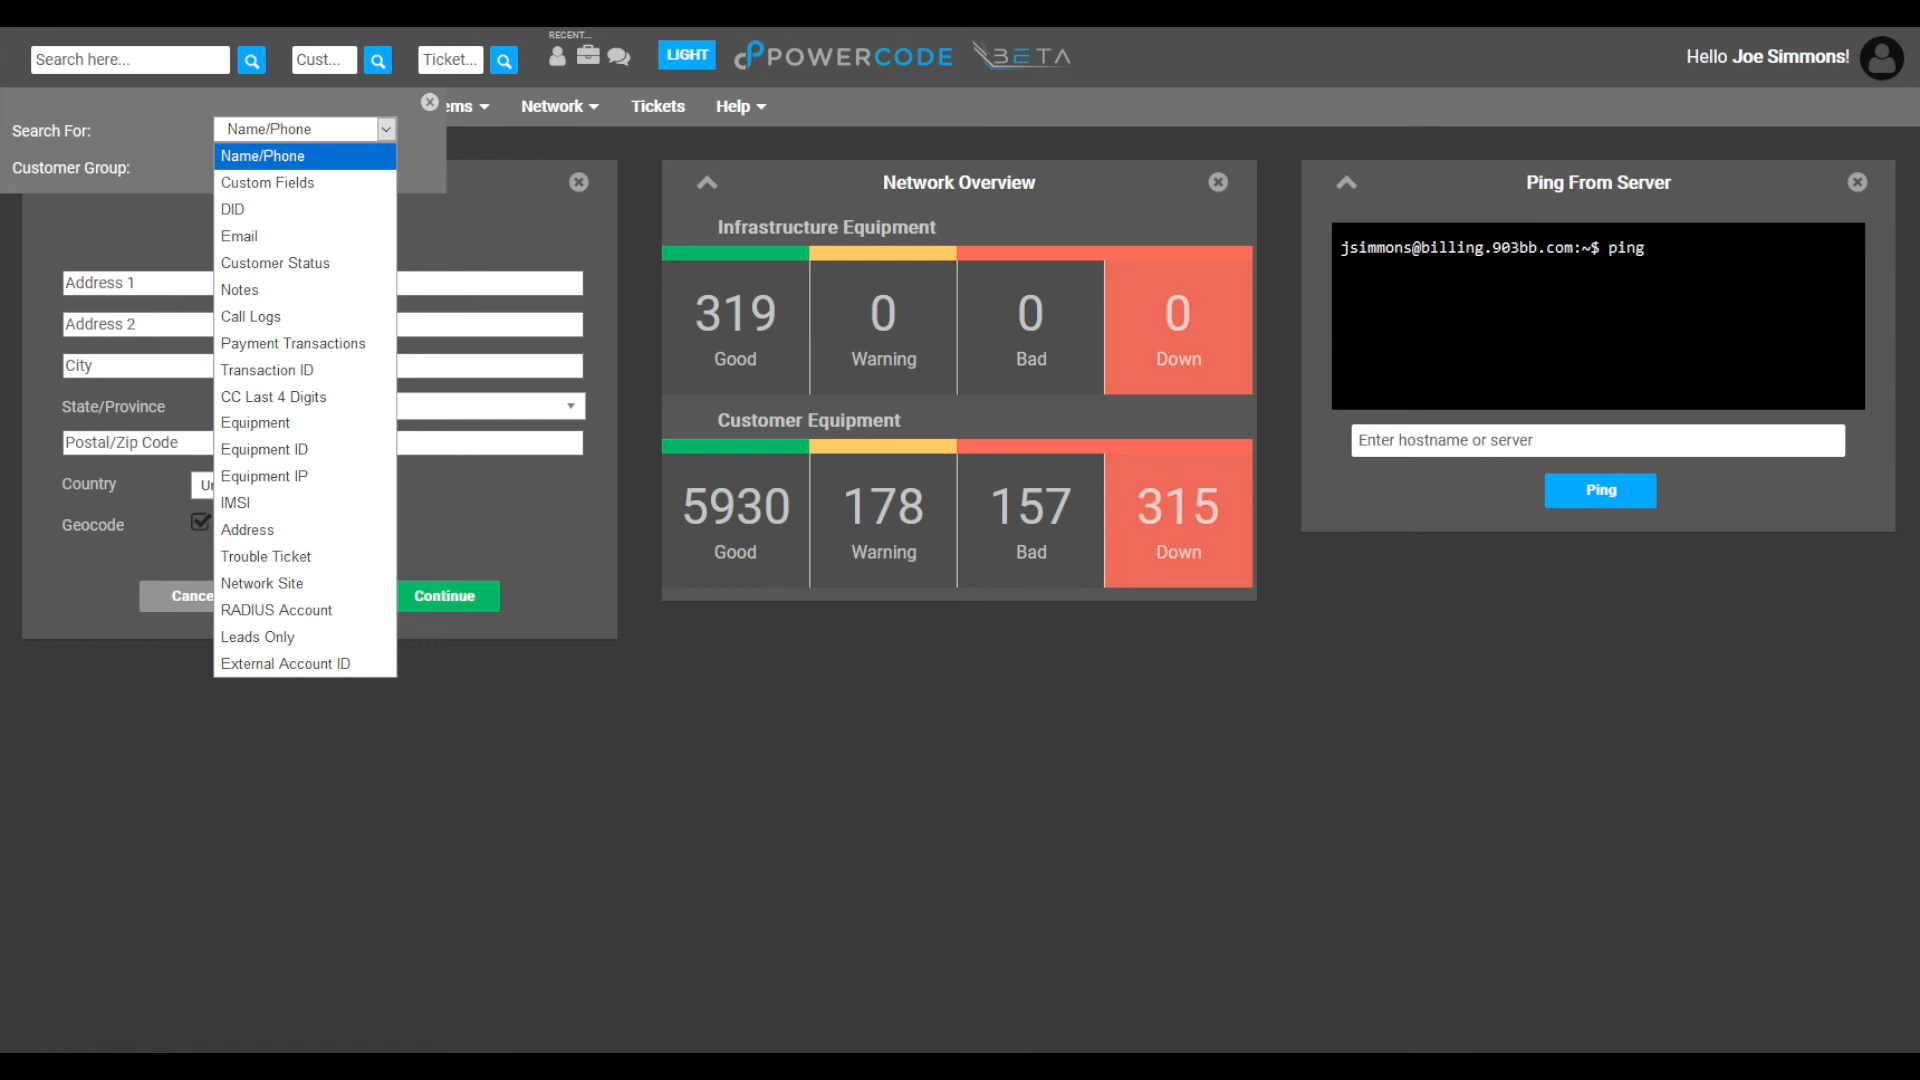 Search here...
Cust...
Ticket...
RECENT...
LIGHT
POWERCODE
BETA
Hello Joe Simmons!
ems
Network
Tickets
Help
Search For:
Name/Phone
Customer Group:
Name/Phone
Custom Fields
DID
Email
Customer Status
Notes
Call Logs
Payment Transactions
Transaction ID
CC Last 4 Digits
Equipment
Equipment ID
Equipment IP
IMSI
Address
Trouble Ticket
Network Site
RADIUS Account
Leads Only
External Account ID
Address 1
Address 2
City
State/Province
Postal/Zip Code
Country
Geocode
Continue
Network Overview
Infrastructure Equipment
319
Good
0
Warning
0
Bad
0
Down
Customer Equipment
5930
Good
178
Warning
157
Bad
315
Down
Ping From Server
jsimmons@billing.903bb.com:~$ ping
Enter hostname or server
Ping